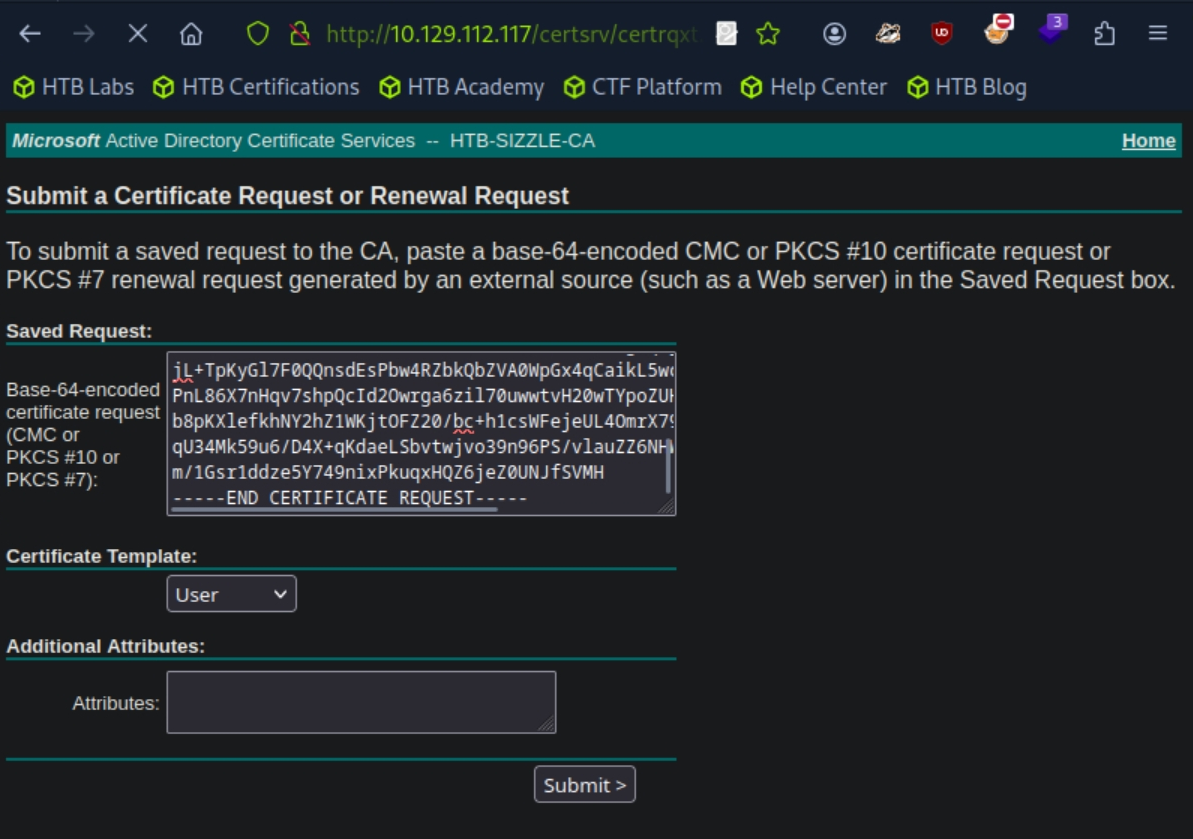 http://10.129.112.117/certsrv/certrqxt
3
HTB Labs HTB Certifications HTB Academy CTF Platform Help Center HTB Blog
Microsoft Active Directory Certificate Services -- HTB-SIZZLE-CA Home
Submit a Certificate Request or Renewal Request
To submit a saved request to the CA, paste a base-64-encoded CMC or PKCS #10 certificate request or
PKCS #7 renewal request generated by an external source (such as a Web server) in the Saved Request box.
Saved Request:
Base-64-encoded
certificate request
(CMC or
PKCS #10 or
PKCS #7):
jL+TpKyGl7F0QQnsdEsPbw4RZbkQbZVA0WpGx4qCaikL5w
PnL86X7nHqv7shpQcId2Owrga6zil70uwwtvH20wTYpoZU
b8pKXlefkhNY2hZ1WKjtOFZ20/bc+h1csWFejeUL4OmrX7
qU34Mk59u6/D4X+qKdaeLSbvtwjvo39n96PS/vlauZZ6NH
m/1Gsr1ddze5Y749nixPkuqxHQZ6jeZ0UNJfSVMH
-----END CERTIFICATE REQUEST-----
Certificate Template:
User
Additional Attributes:
Attributes:
Submit >